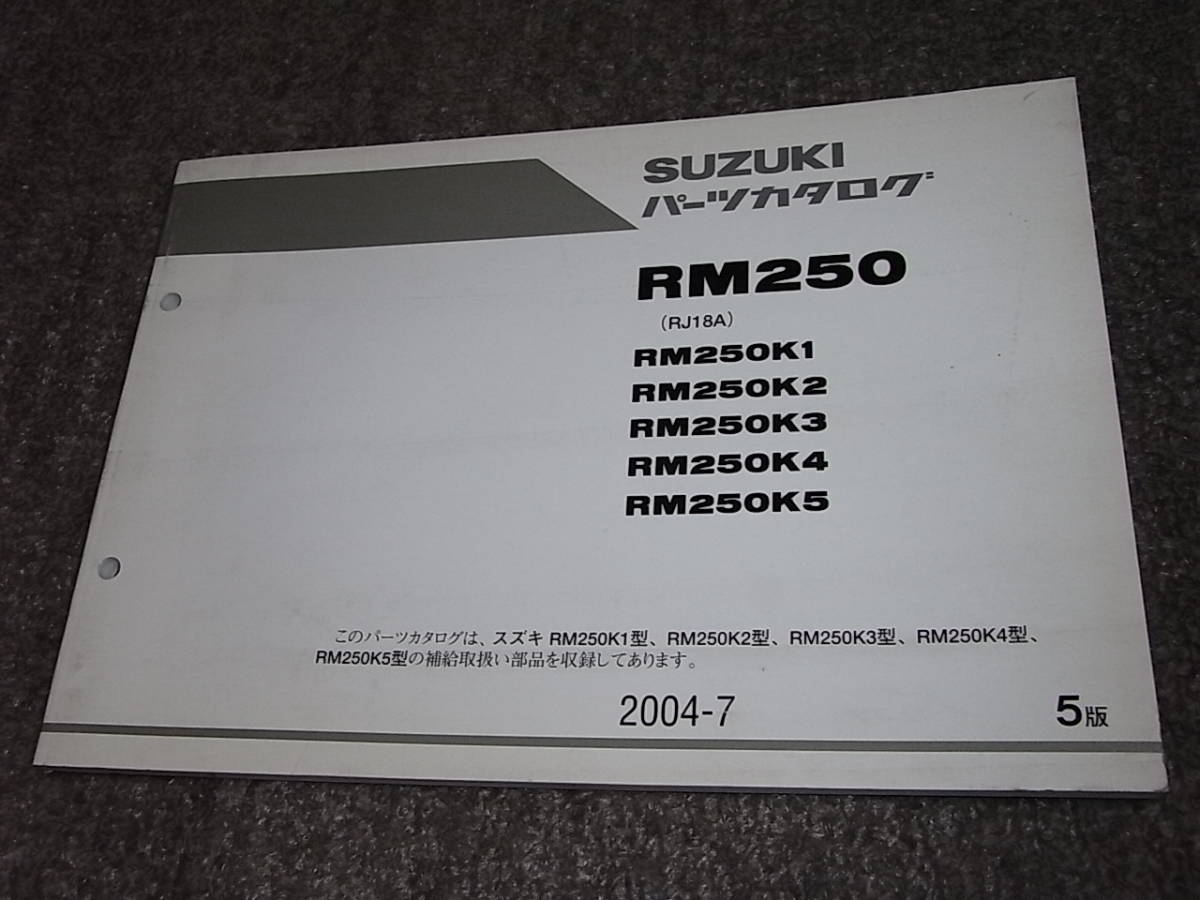 SUZUKI
パーツカタログ
RM250
(RJ18A)
RM250K1
RM250K2
RM250K3
RM250K4
RM250K5
このパーツカタログは、スズキ RM250K1型、RM250K2型、RM250K3型、RM250K4型、
RM250K5型の補給取扱い部品を収録してあります。
2004-7
5版